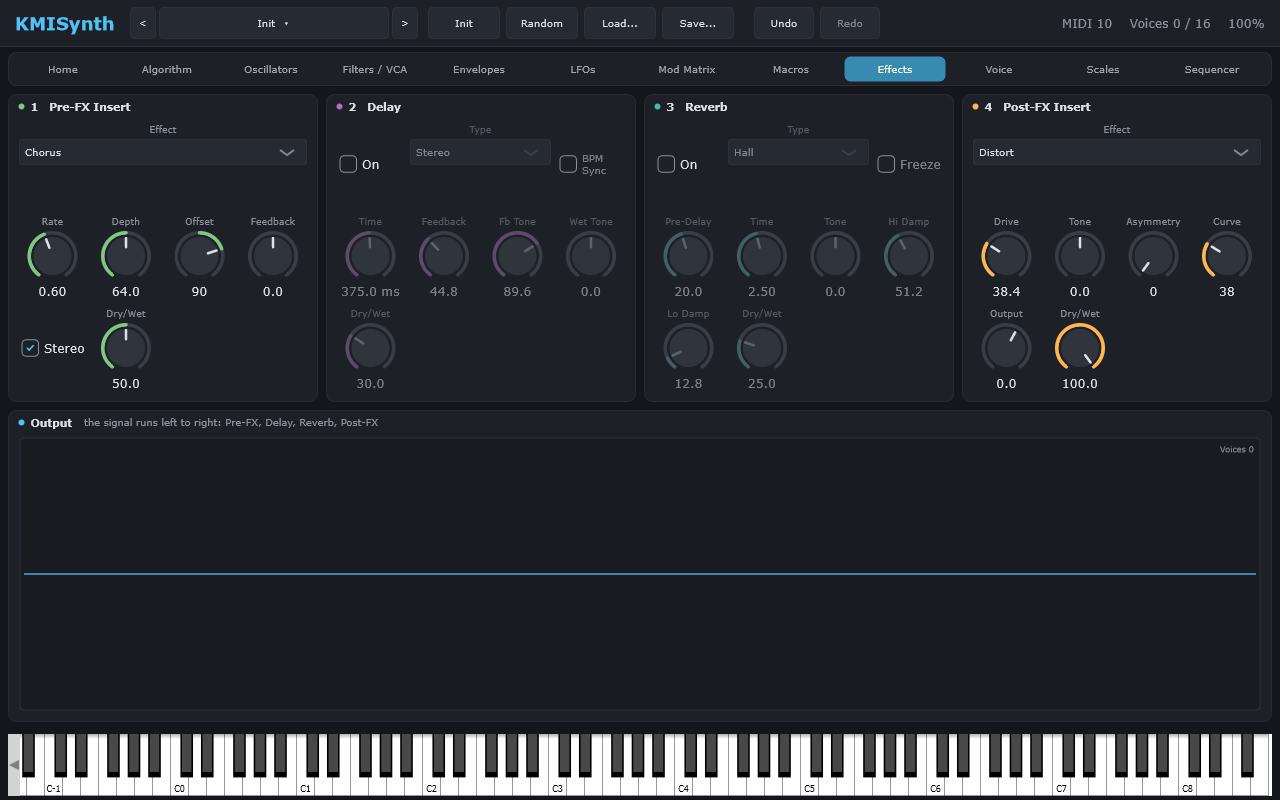 KMISynth < Init > Init Random Load... Save... Undo Redo MIDI 10 Voices 0 / 16 100%
Home Algorithm Oscillators Filters / VCA Envelopes LFOs Mod Matrix Macros Effects Voice Scales Sequencer
1 Pre-FX Insert
Effect
Chorus
Rate Depth Offset Feedback
0.60 64.0 90 0.0
Dry/Wet
Stereo
50.0
2 Delay
Type
On Stereo BPM
Sync
Time Feedback Fb Tone Wet Tone
375.0 ms 44.8 89.6 0.0
Dry/Wet
30.0
3 Reverb
Type
On Hall Freeze
Pre-Delay Time Tone Hi Damp
20.0 2.50 0.0 51.2
Lo Damp Dry/Wet
12.8 25.0
4 Post-FX Insert
Effect
Distort
Drive Tone Asymmetry Curve
38.4 0.0 0 38
Output Dry/Wet
0.0 100.0
Output the signal runs left to right: Pre-FX, Delay, Reverb, Post-FX
Voices 0
C-1 C0 C1 C2 C3 C4 C5 C6 C7 C8